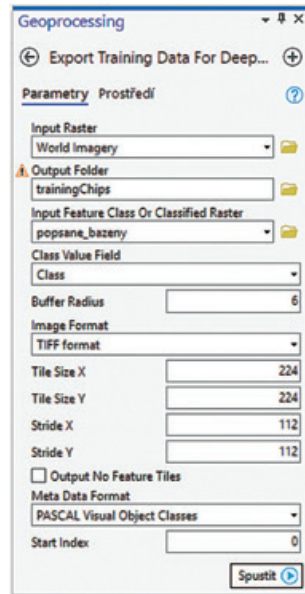 Geoprocessing
Export Training Data For Deep...
Parametry Prostředí
Input Raster
World Imagery
Output Folder
trainingChips
Input Feature Class Or Classified Raster
popsane_bazeny
Class Value Field
Class
Buffer Radius 6
Image Format
TIFF format
Tile Size X 224
Tile Size Y 224
Stride X 112
Stride Y 112
Output No Feature Tiles
Meta Data Format
PASCAL Visual Object Classes
Start Index 0
Spustit